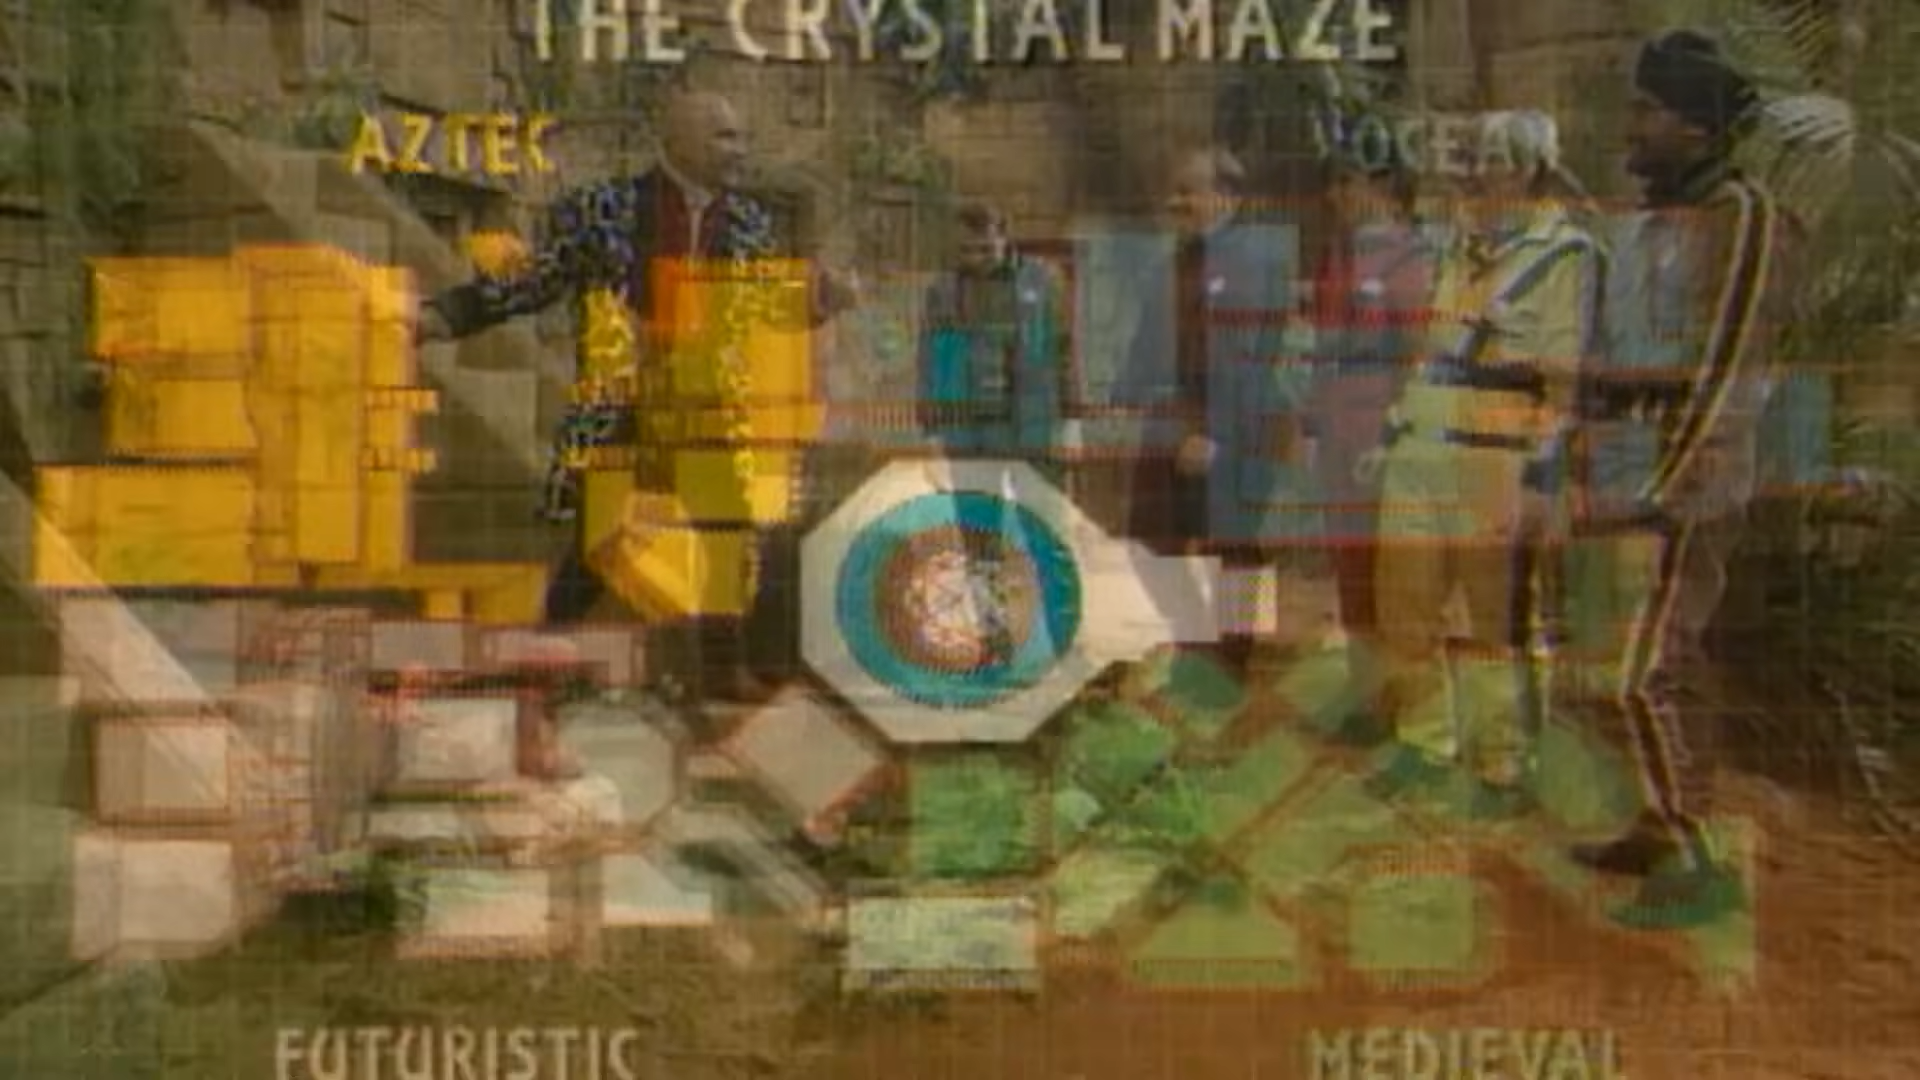 THE CRYSTAL MAZE
AZTEC
OCEAN
FUTURISTIC
MEDIEVAL